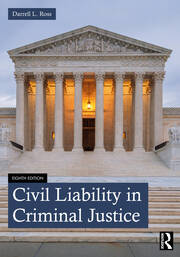 Darrell L. Ross
EIGHTH EDITION
Civil Liability in
Criminal Justice
R